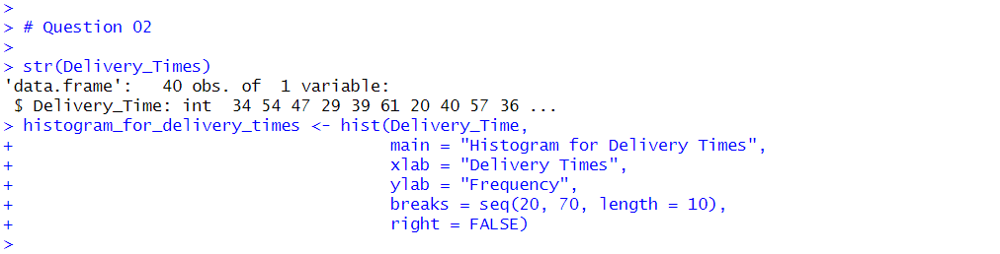 >
> # Question 02
>
> str(Delivery_Times)
'data.frame':   40 obs. of  1 variable:
 $ Delivery_Time: int  34 54 47 29 39 61 20 40 57 36 ...
> histogram_for_delivery_times <- hist(Delivery_Time,
+                                      main = "Histogram for Delivery Times",
+                                      xlab = "Delivery Times",
+                                      ylab = "Frequency",
+                                      breaks = seq(20, 70, length = 10),
+                                      right = FALSE)
>